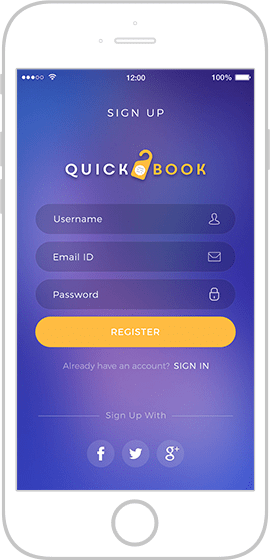 12:00 100%
SIGN UP
QUICK BOOK
Username
Email ID
Password
REGISTER
Already have an account? SIGN IN
Sign Up With
f g+